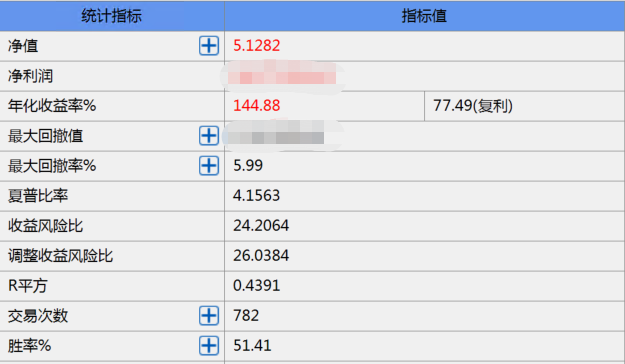 统计指标 指标值
净值 5.1282
净利润
年化收益率% 144.88 77.49(复利)
最大回撤值
最大回撤率% 5.99
夏普比率 4.1563
收益风险比 24.2064
调整收益风险比 26.0384
R平方 0.4391
交易次数 782
胜率% 51.41